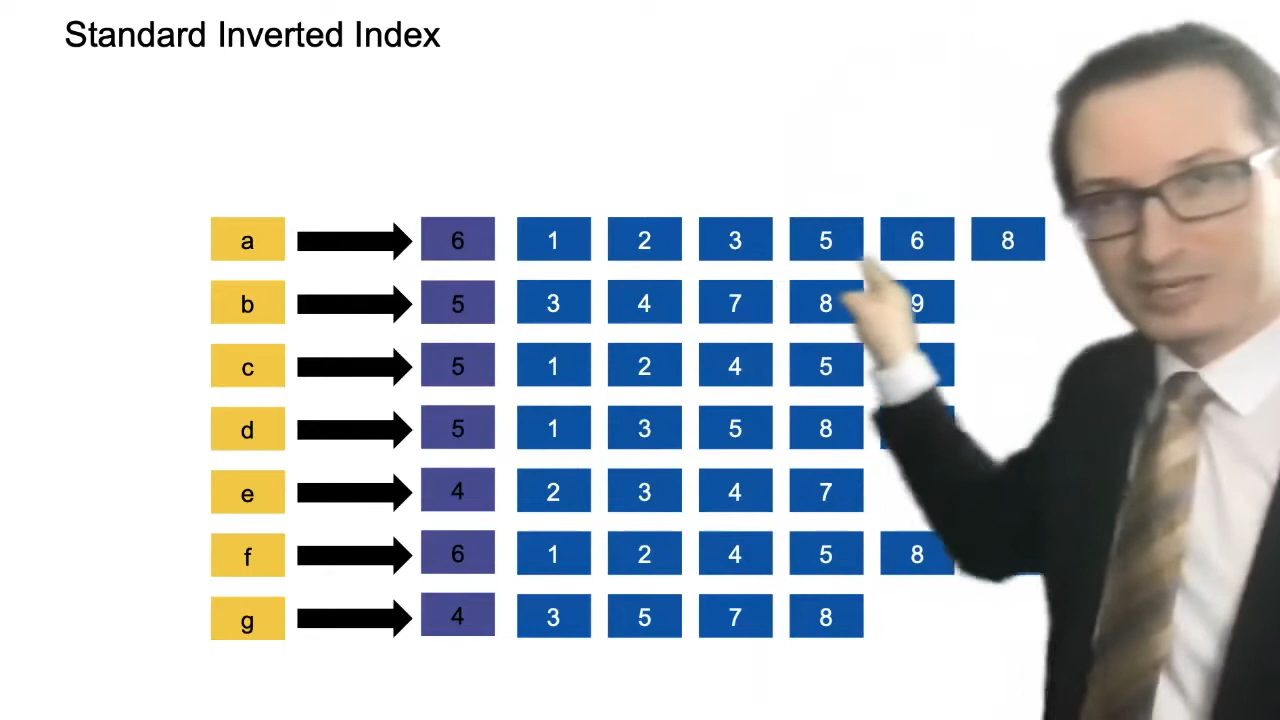 Standard Inverted Index
a 6 1 2 3 5 6 8
b 5 3 4 7 8 9
c 5 1 2 4 5
d 5 1 3 5 8
e 4 2 3 4 7
f 6 1 2 4 5 8
g 4 3 5 7 8